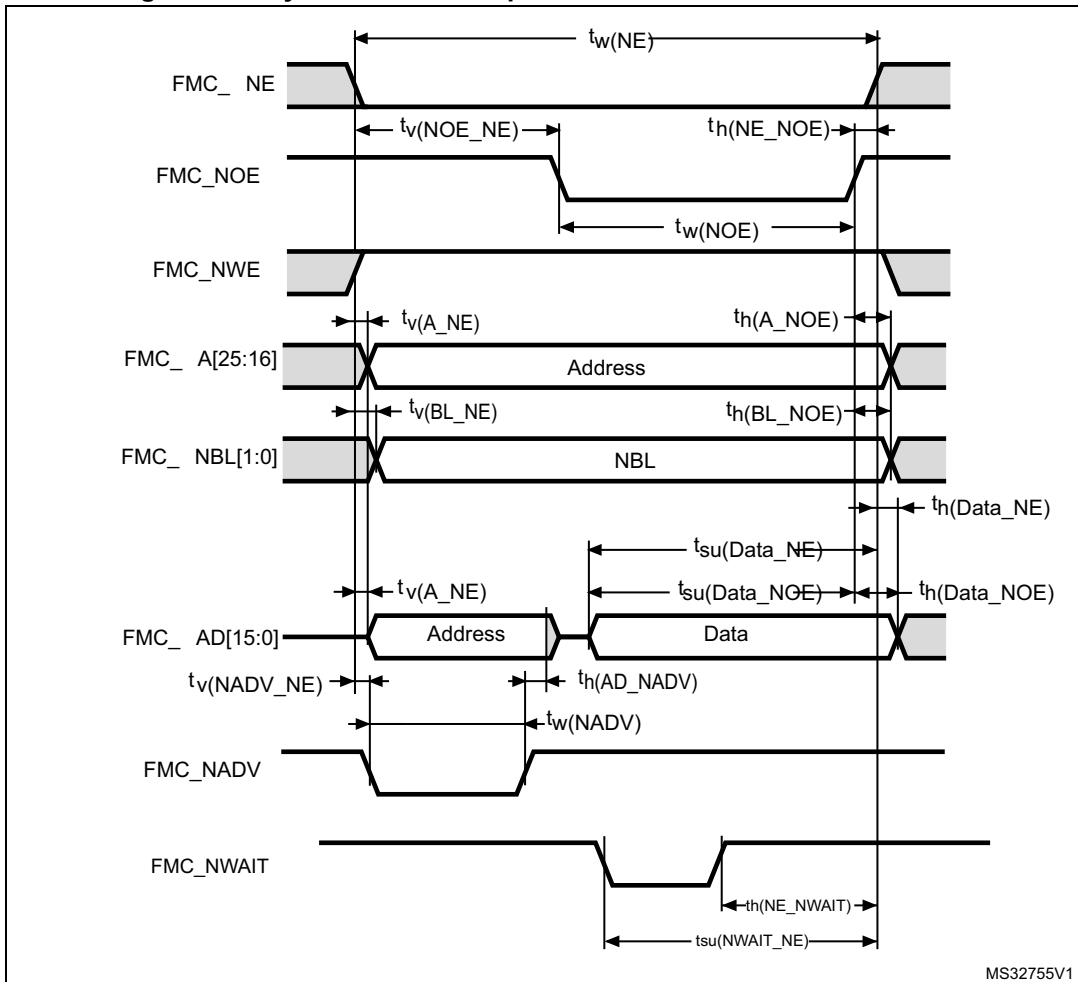 tw(NE)
FMC_ NE
tv(NOE_NE)
th(NE_NOE)
FMC_NOE
tw(NOE)
FMC_NWE
tv(A_NE)
th(A_NOE)
FMC_ A[25:16]
Address
tv(BL_NE)
th(BL_NOE)
FMC_ NBL[1:0]
NBL
th(Data_NE)
tsu(Data_NE)
tv(A_NE)
tsu(Data_NOE)
th(Data_NOE)
FMC_ AD[15:0]
Address
Data
tv(NADV_NE)
th(AD_NADV)
tw(NADV)
FMC_NADV
FMC_NWAIT
th(NE_NWAIT)
tsu(NWAIT_NE)
MS32755V1